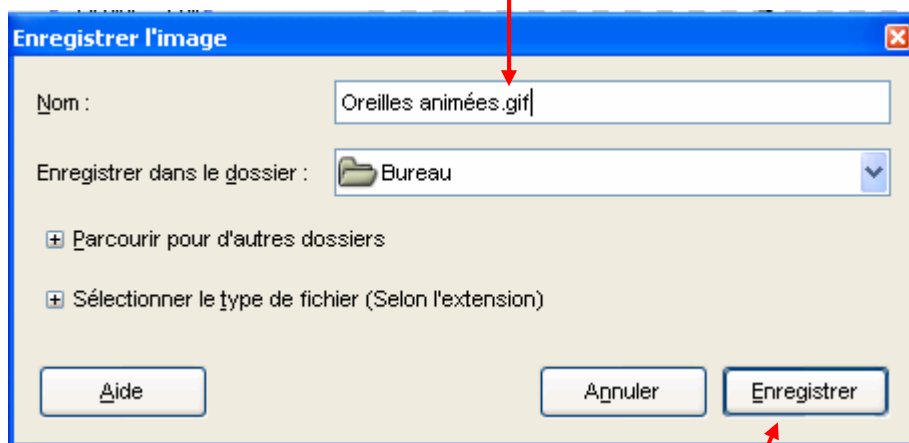 Enregistrer l'image
Nom :
Oreilles animées.gif
Enregistrer dans le dossier :
Bureau
Parcourir pour d'autres dossiers
Sélectionner le type de fichier (Selon l'extension)
Aide
Annuler
Enregistrer